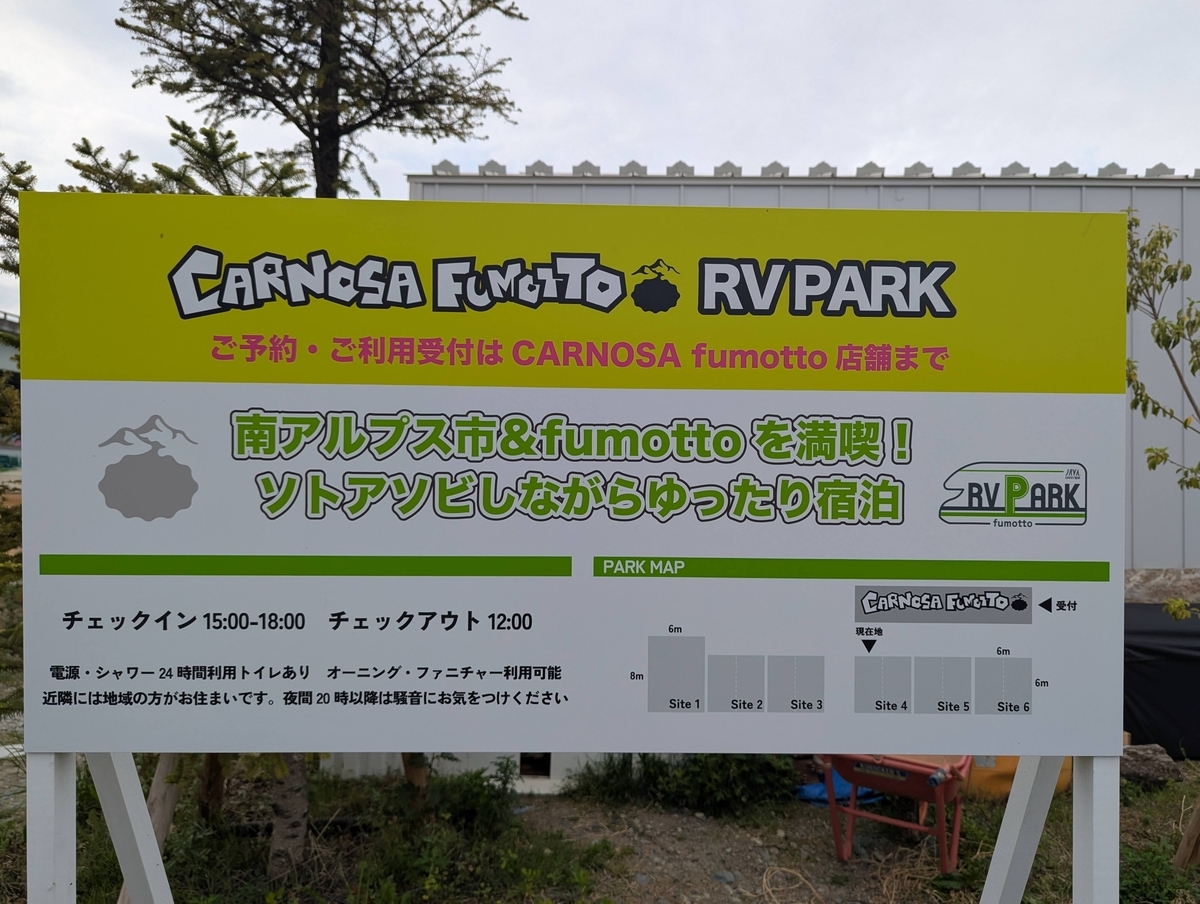 CARNOSA FUMOTTO RV PARK
ご予約・ご利用受付は CARNOSA fumotto 店舗まで
南アルプス市&fumotto を満喫！
ソトアソビしながらゆったり宿泊
RV PARK
fumotto
チェックイン 15:00-18:00 チェックアウト 12:00
電源・シャワー 24 時間利用トイレあり オーニング・ファニチャー利用可能
近隣には地域の方がお住まいです。夜間 20 時以降は騒音にお気をつけください
PARK MAP
CARNOSA FUMOTTO ◀ 受付
現在地
▼
6m
8m
Site 1
Site 2
Site 3
Site 4
Site 5
6m
Site 6
6m